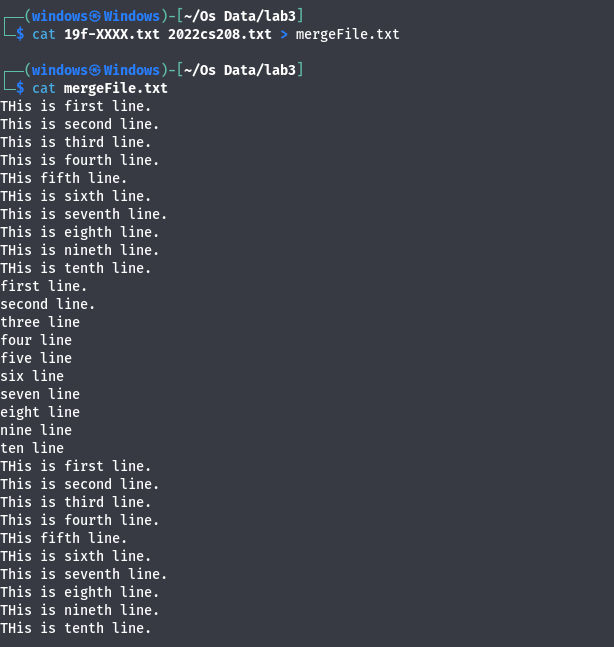 ┌──(windows㉿Windows)-[~/Os Data/lab3]
└─$ cat 19f-XXXX.txt 2022cs208.txt > mergeFile.txt
┌──(windows㉿Windows)-[~/Os Data/lab3]
└─$ cat mergeFile.txt
THis is first line.
This is second line.
THis is third line.
This is fourth line.
THis fifth line.
THis is sixth line.
THis is seventh line.
This is eighth line.
THis is nineth line.
THis is tenth line.
first line.
second line.
three line
four line
five line
six line
seven line
eight line
nine line
ten line
THis is first line.
THis is second line.
THis is third line.
This is fourth line.
THis fifth line.
THis is sixth line.
This is seventh line.
This is eighth line.
THis is nineth line.
THis is tenth line.